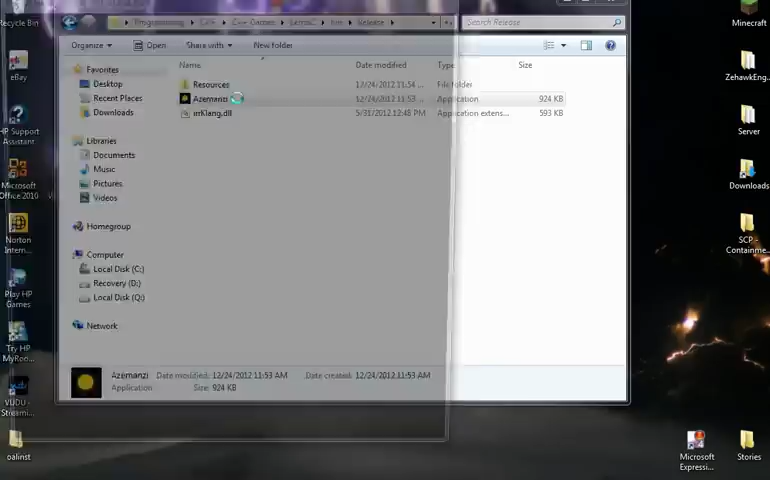 Recycle Bin
eBay
HP Support
Assistant
Microsoft
Office 2010
Norton
Intern...
Play HP
Games
Try HP
MyRoo...
VUDU -
Streami...
oalinst
Programming
C++ Games
bin
Release
Search Release
Organize
Open
Share with
New folder
Name
Date modified
Type
Size
Favorites
Desktop
Recent Places
Downloads
Libraries
Documents
Music
Pictures
Videos
Homegroup
Computer
Local Disk (C:)
Recovery (D:)
Local Disk (Q:)
Network
Resources
12/24/2012 11:54 ...
File folder
Azemanzi
12/24/2012 11:53 ...
Application
924 KB
irrKlang.dll
5/31/2012 12:48 PM
Application extens...
593 KB
Azemanzi Date modified: 12/24/2012 11:53 AM Date created: 12/24/2012 11:53 AM
Application Size: 924 KB
Minecraft
ZehawkEng...
Server
Downloads
SCP -
Containme...
Microsoft
Expressi...
Stories